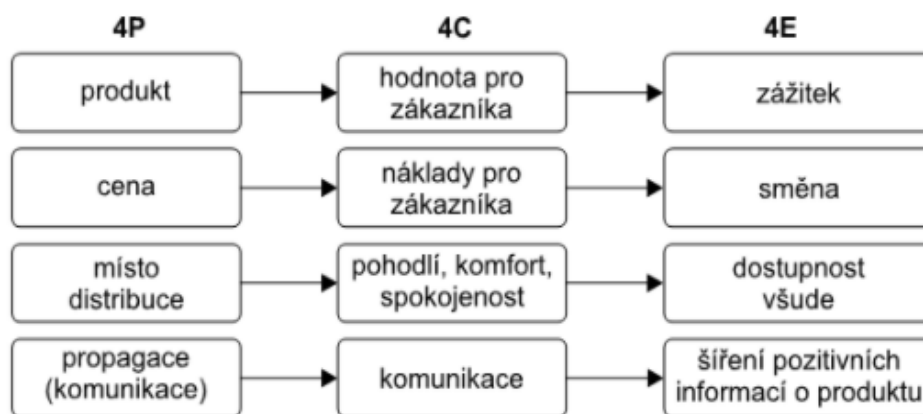 4P 4C 4E
produkt
hodnota pro
zákazníka
zážitek
cena
náklady pro
zákazníka
směna
místo
distribuce
pohodlí, komfort,
spokojenost
dostupnost
všude
propagace
(komunikace)
komunikace
šíření pozitivních
informací o produktu